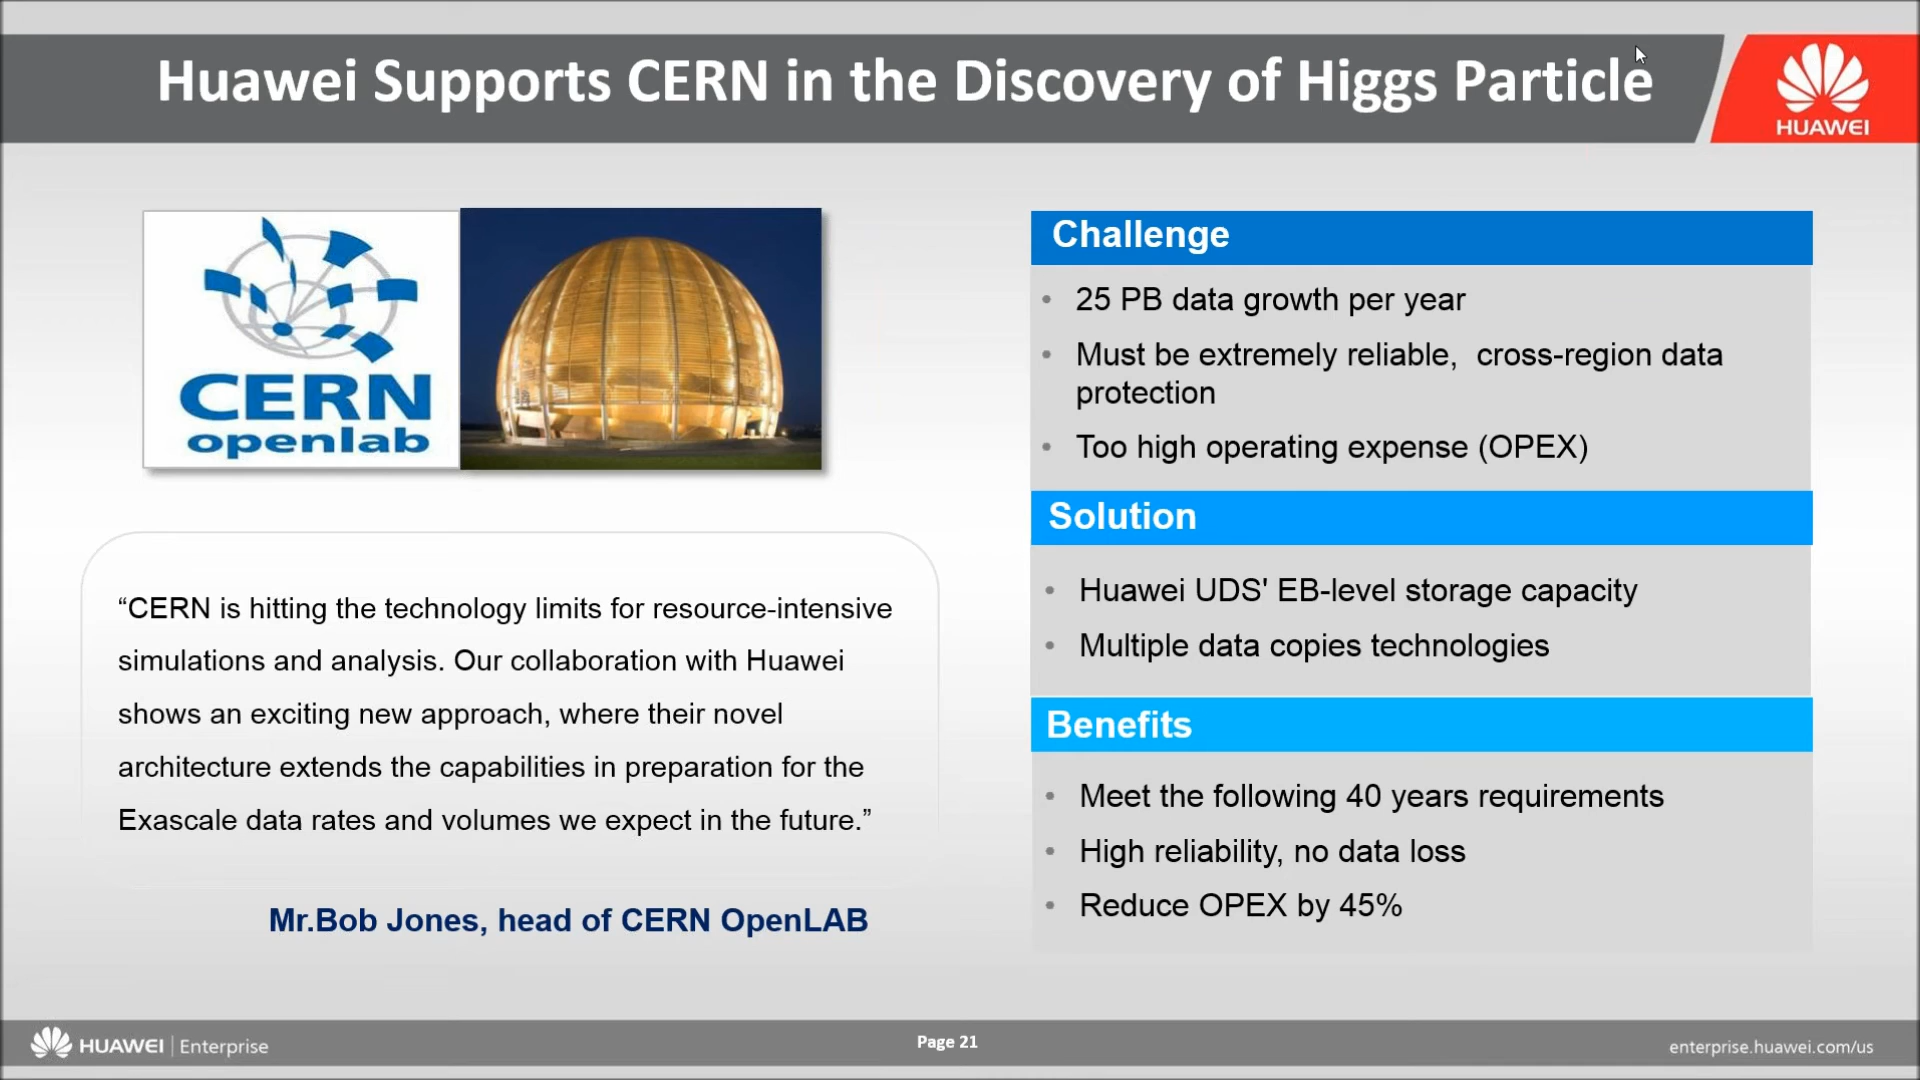 Huawei Supports CERN in the Discovery of Higgs Particle
HUAWEI
CERN
openlab
“CERN is hitting the technology limits for resource-intensive
simulations and analysis. Our collaboration with Huawei
shows an exciting new approach, where their novel
architecture extends the capabilities in preparation for the
Exascale data rates and volumes we expect in the future.”
Mr.Bob Jones, head of CERN OpenLAB
Challenge
• 25 PB data growth per year
• Must be extremely reliable, cross-region data
protection
• Too high operating expense (OPEX)
Solution
• Huawei UDS' EB-level storage capacity
• Multiple data copies technologies
Benefits
• Meet the following 40 years requirements
• High reliability, no data loss
• Reduce OPEX by 45%
HUAWEI | Enterprise
Page 21
enterprise.huawei.com/us